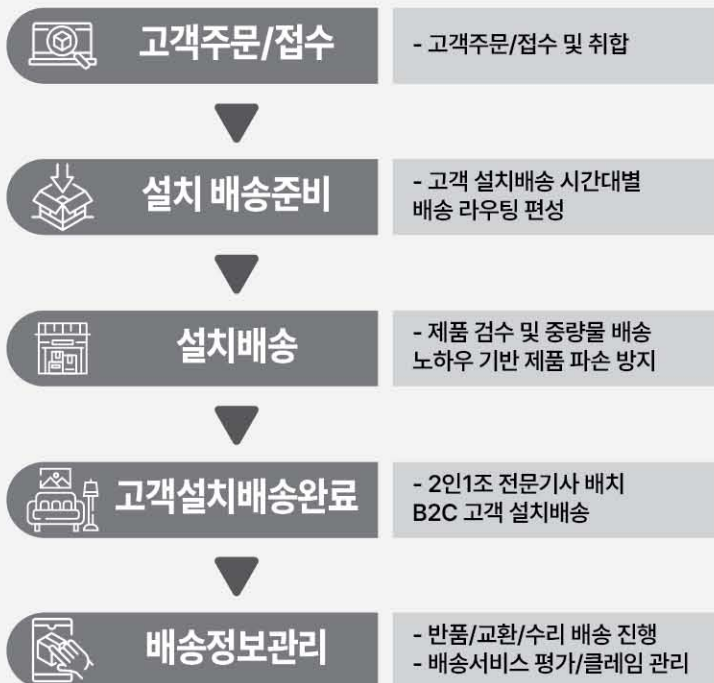 고객주문/접수
- 고객주문/접수 및 취합
설치 배송준비
- 고객 설치배송 시간대별
배송 라우팅 편성
설치배송
- 제품 검수 및 중량물 배송
노하우 기반 제품 파손 방지
고객설치배송완료
- 2인1조 전문기사 배치
B2C 고객 설치배송
배송정보관리
- 반품/교환/수리 배송 진행
- 배송서비스 평가/클레임 관리